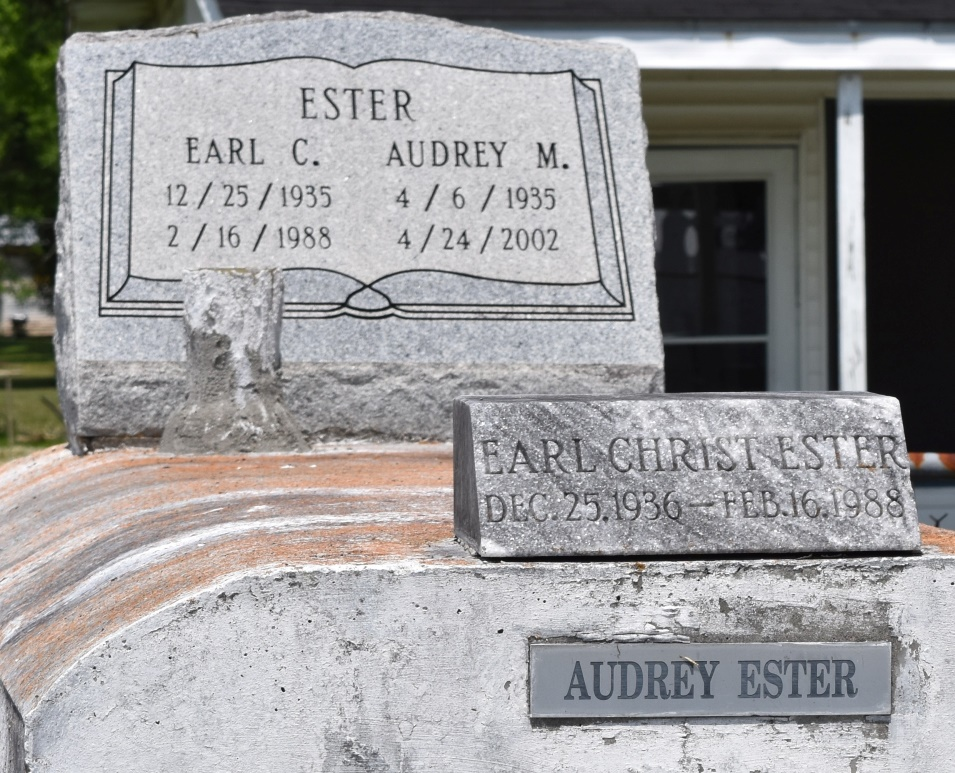 ESTER
EARL C. AUDREY M.
12/25/1935 4/6/1935
2/16/1988 4/24/2002
EARL CHRIST ESTER
DEC. 25, 1936 — FEB. 16, 1988
AUDREY ESTER